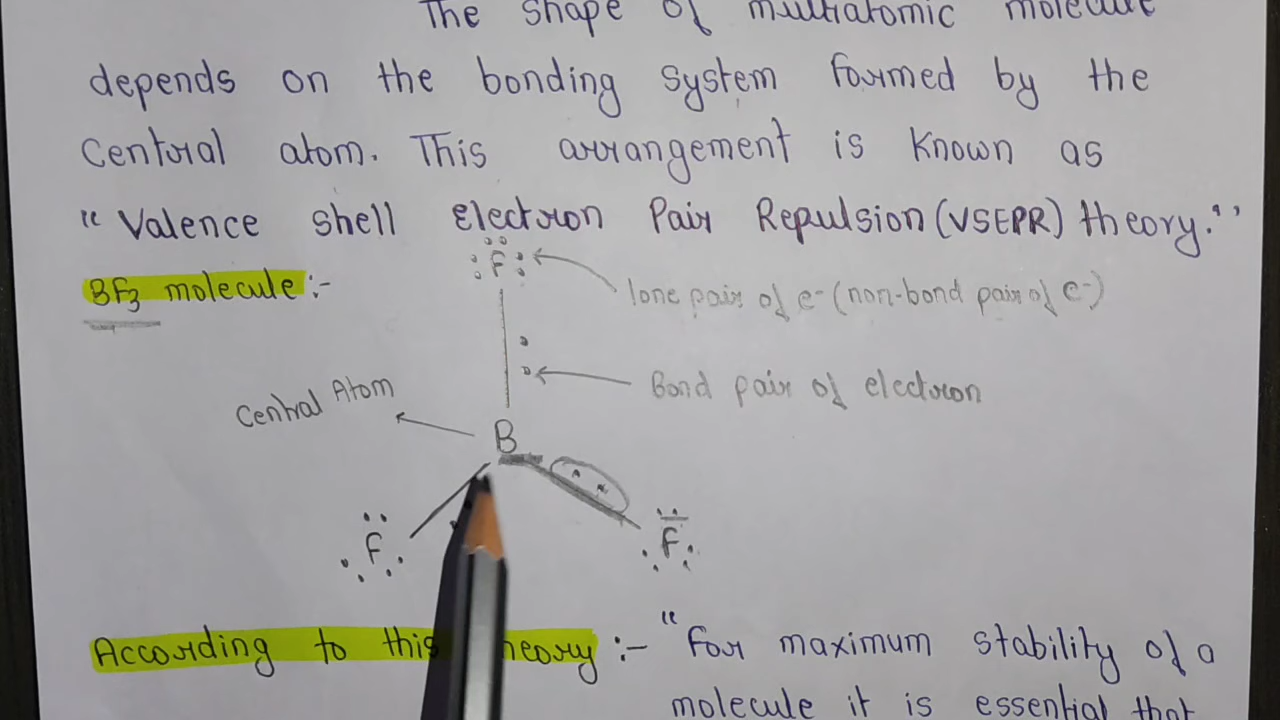 The shape of multiatomic molecule
depends on the bonding system formed by the
Central atom. This arrangement is known as
"Valence shell Electron Pair Repulsion (VSEPR) theory."
BF3 molecule:-
F
lone pair of e- (non-bond pair of e-)
Bond pair of electron
Central Atom
B
F
F
According to this theory :- "For maximum stability of a
molecule it is essential that